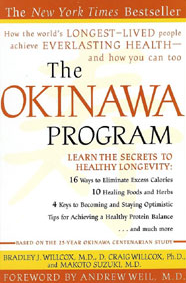 The New York Times Bestseller
How the world's LONGEST-LIVED people
achieve EVERLASTING HEALTH—
and how you can too
The
OKINAWA
PROGRAM
LEARN THE SECRETS TO
HEALTHY LONGEVITY:
16 Ways to Eliminate Excess Calories
10 Healing Foods and Herbs
4 Keys to Becoming and Staying Optimistic
Tips for Achieving a Healthy Protein Balance
. . . and much more
BASED ON THE 25-YEAR OKINAWA CENTENARIAN STUDY
BRADLEY J. WILLCOX, M.D., D. CRAIG WILLCOX, PH.D.,
AND MAKOTO SUZUKI, M.D.
FOREWORD BY ANDREW WEIL, M.D.